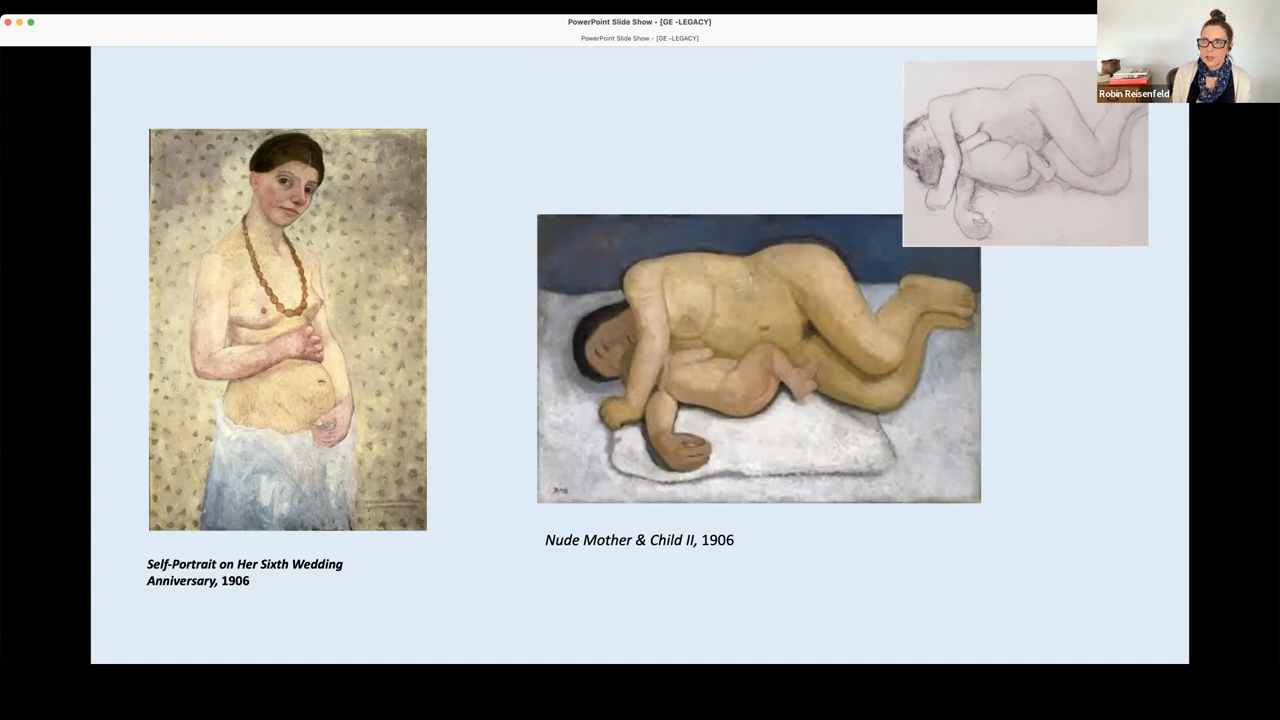 PowerPoint Slide Show - [GE -LEGACY]
PowerPoint Slide Show - [GE -LEGACY]
Robin Reisenfeld
Nude Mother & Child II, 1906
Self-Portrait on Her Sixth Wedding
Anniversary, 1906